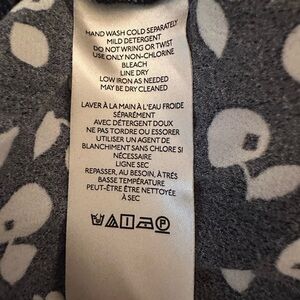 HAND WASH COLD SEPARATELY
MILD DETERGENT
DO NOT WRING OR TWIST
USE ONLY NON-CHLORINE
BLEACH
LINE DRY
LOW IRON AS NEEDED
MAY BE DRY CLEANED
LAVER À LA MAIN À L'EAU FROIDE
SÉPARÉMENT
AVEC DÉTERGENT DOUX
NE PAS TORDRE OU ESSORER
UTILISER UN AGENT DE
BLANCHIMENT SANS CHLORE SI
NÉCESSAIRE
LIGNE SEC
REPASSER, AU BESOIN, À TRÈS
BASSE TEMPÉRATURE
PEUT-ÊTRE ÊTRE NETTOYÉE
À SEC
P